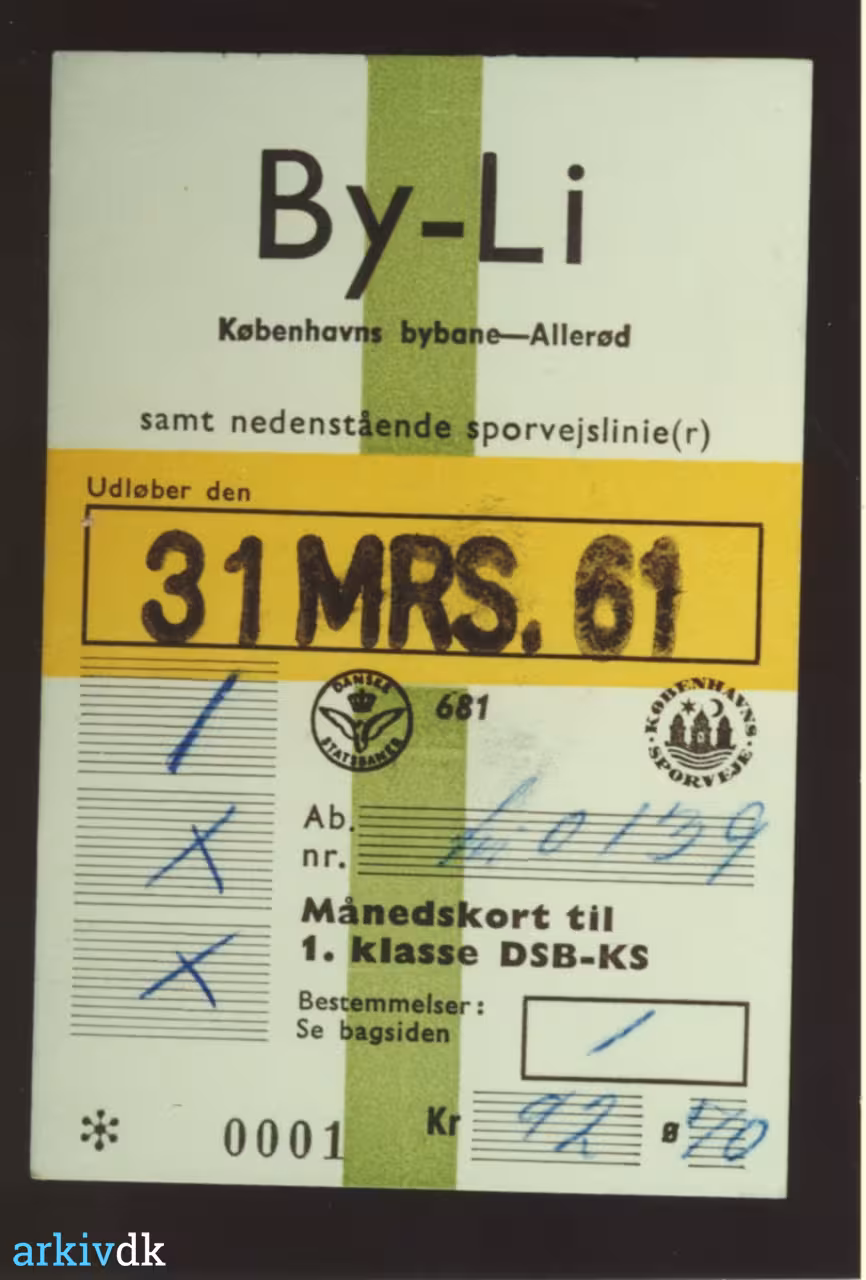 By-Li
Københavns bybane—Allerød
samt nedenstående sporvejslinie(r)
Udløber den
31 MRS. 61
1
DANSKE STATSBANER
681
KØBENHAVNS SPORVEJE
X
Ab. nr. 0139
X
Månedskort til
1. klasse DSB-KS
Bestemmelser:
Se bagsiden
0001
Kr 92 ø 70
arkivdk